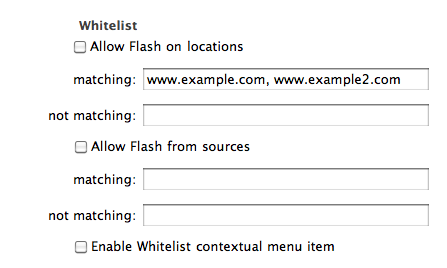 Whitelist
Allow Flash on locations
matching: www.example.com, www.example2.com
not matching:
Allow Flash from sources
matching:
not matching:
Enable Whitelist contextual menu item